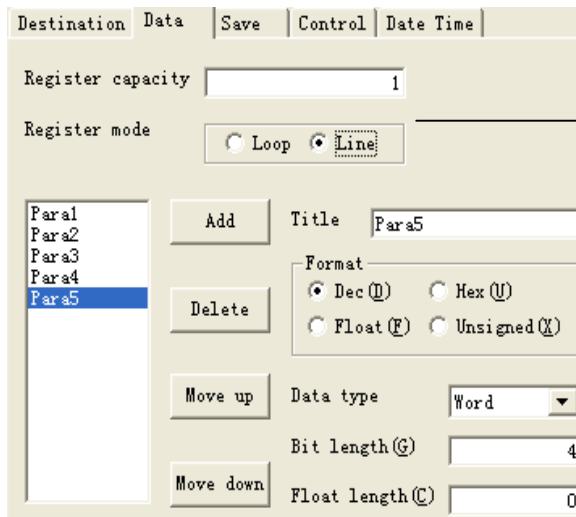 Destination Data Save Control Date Time
Register capacity 1
Register mode Loop Line
Para1
Para2
Para3
Para4
Para5
Add
Delete
Move up
Move down
Title Para5
Format
Dec(D) Hex(U)
Float(F) Unsigned(X)
Data type Word
Bit length(G) 4
Float length(C) 0